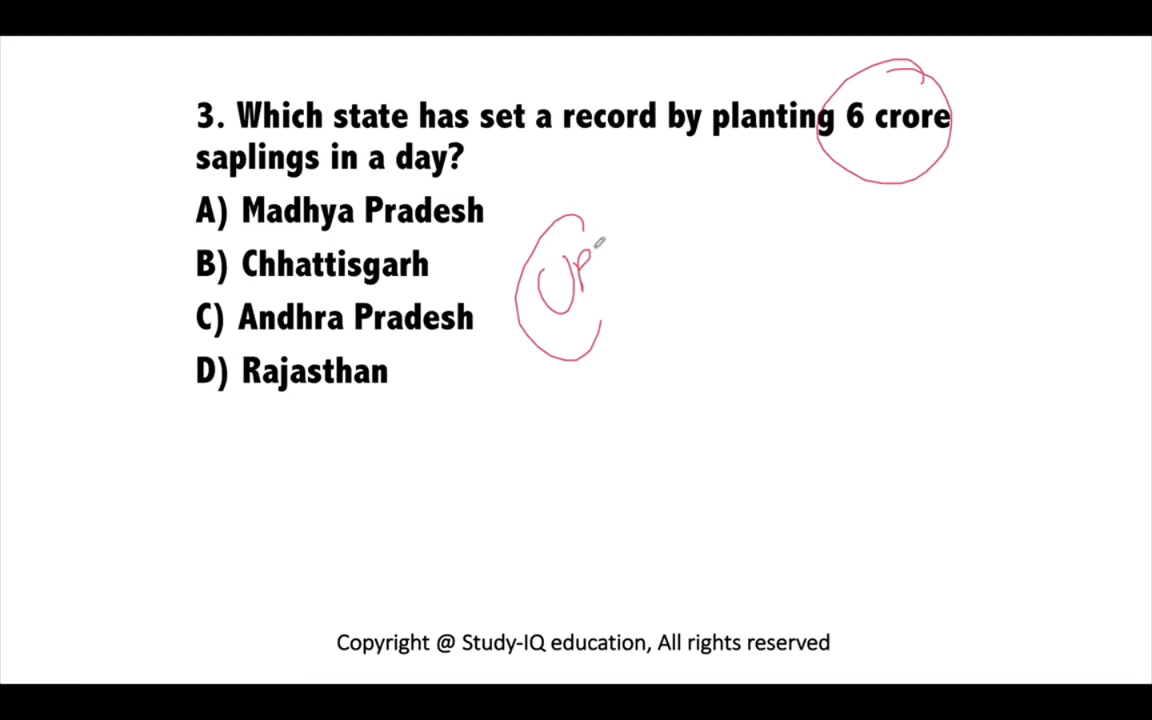 3. Which state has set a record by planting 6 crore
saplings in a day?
A) Madhya Pradesh
B) Chhattisgarh
UP
C) Andhra Pradesh
D) Rajasthan
Copyright @ Study-IQ education, All rights reserved